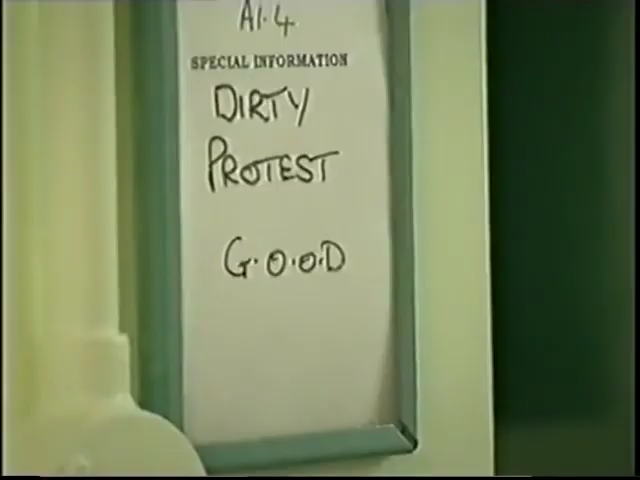 A1.4
SPECIAL INFORMATION
DIRTY
PROTEST
G.O.O.D